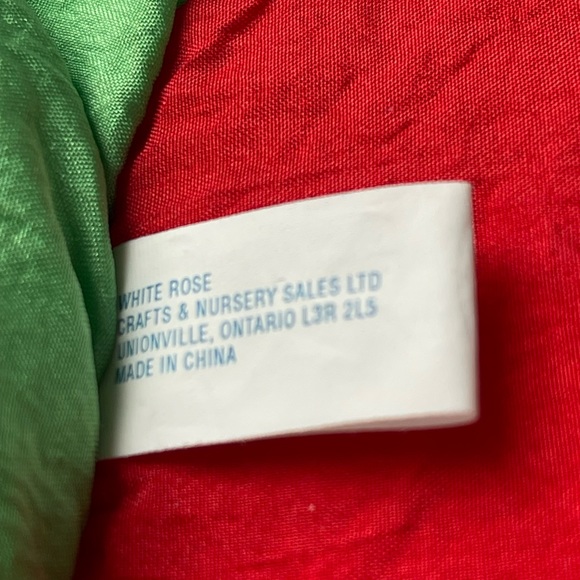 WHITE ROSE
CRAFTS & NURSERY SALES LTD
UNIONVILLE, ONTARIO L3R 2L5
MADE IN CHINA